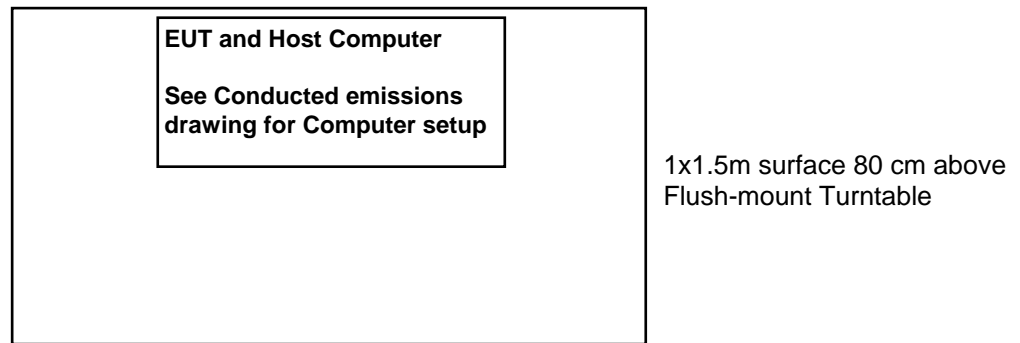 EUT and Host Computer
See Conducted emissions
drawing for Computer setup
1x1.5m surface 80 cm above
Flush-mount Turntable